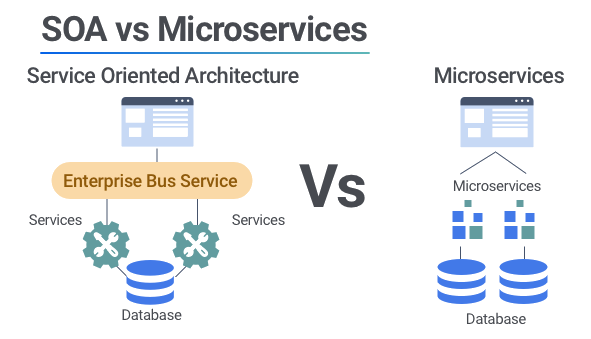 SOA vs Microservices
Service Oriented Architecture
Microservices
Enterprise Bus Service
Vs
Microservices
Services
Services
Database
Database